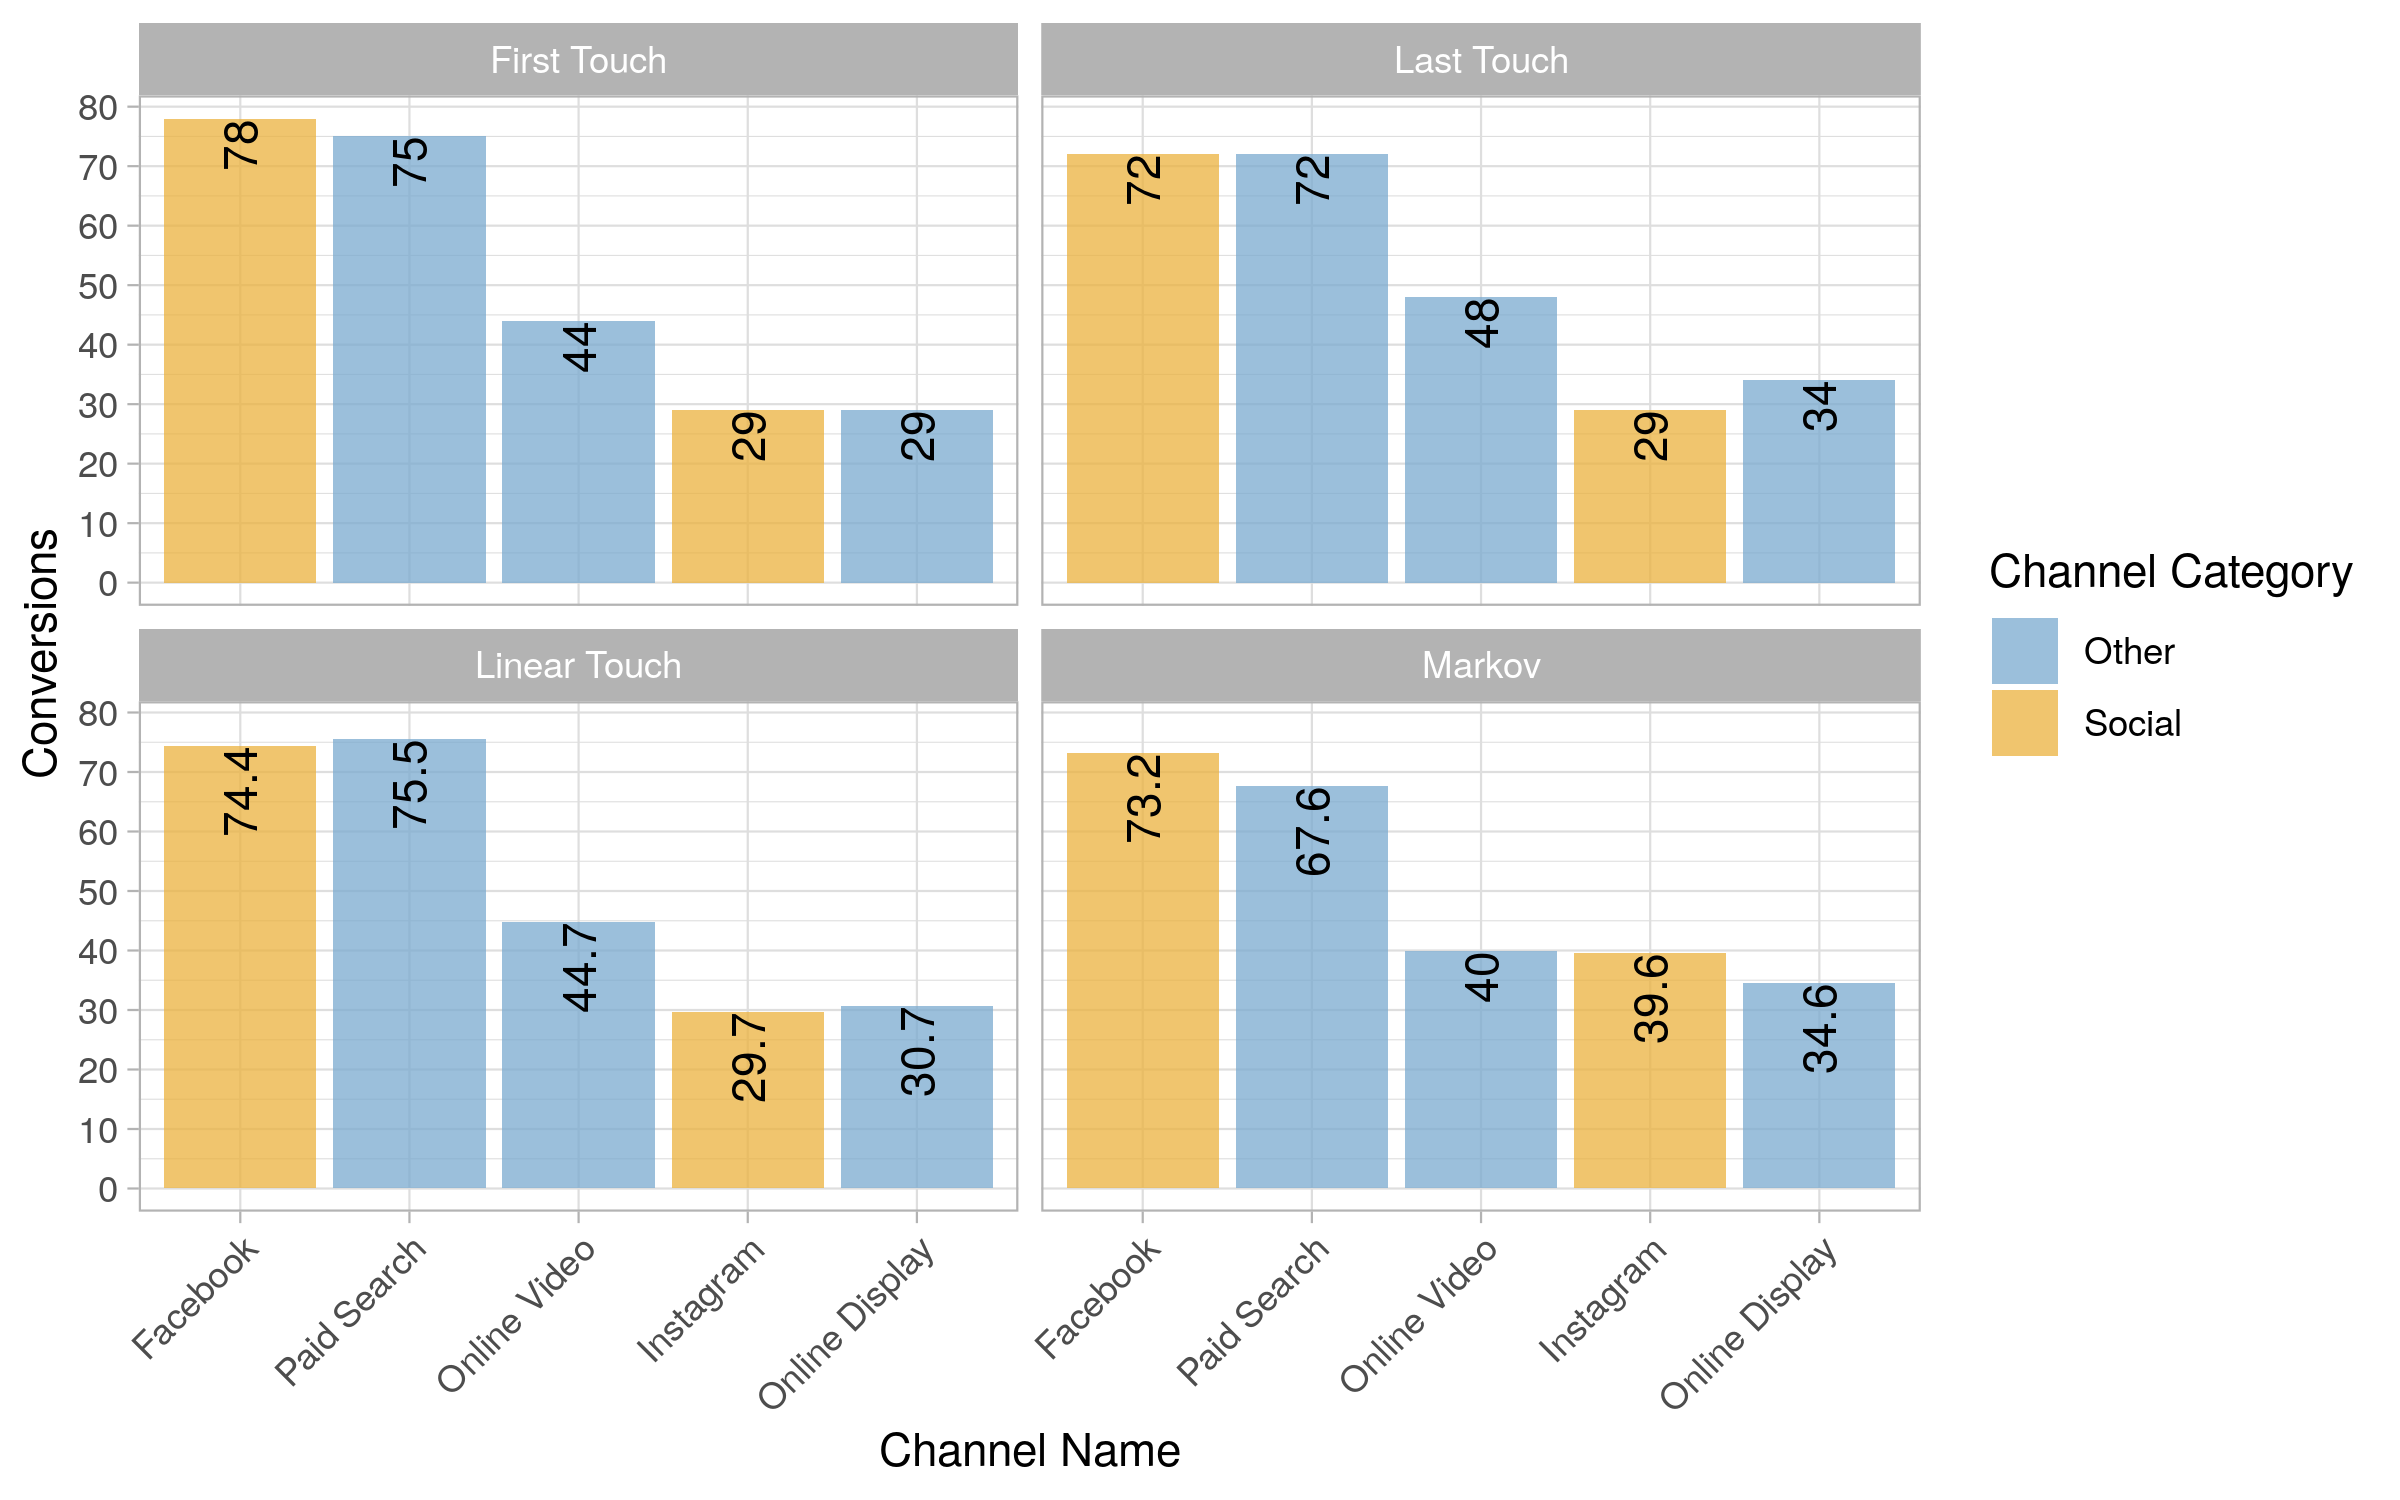 First Touch
Last Touch
80
70
60
50
40
30
20
10
0
78
75
44
29
29
72
72
48
29
34
Conversions
Linear Touch
Markov
80
70
60
50
40
30
20
10
0
74.4
75.5
44.7
29.7
30.7
73.2
67.6
40
39.6
34.6
Facebook
Paid Search
Online Video
Instagram
Online Display
Facebook
Paid Search
Online Video
Instagram
Online Display
Channel Name
Channel Category
Other
Social